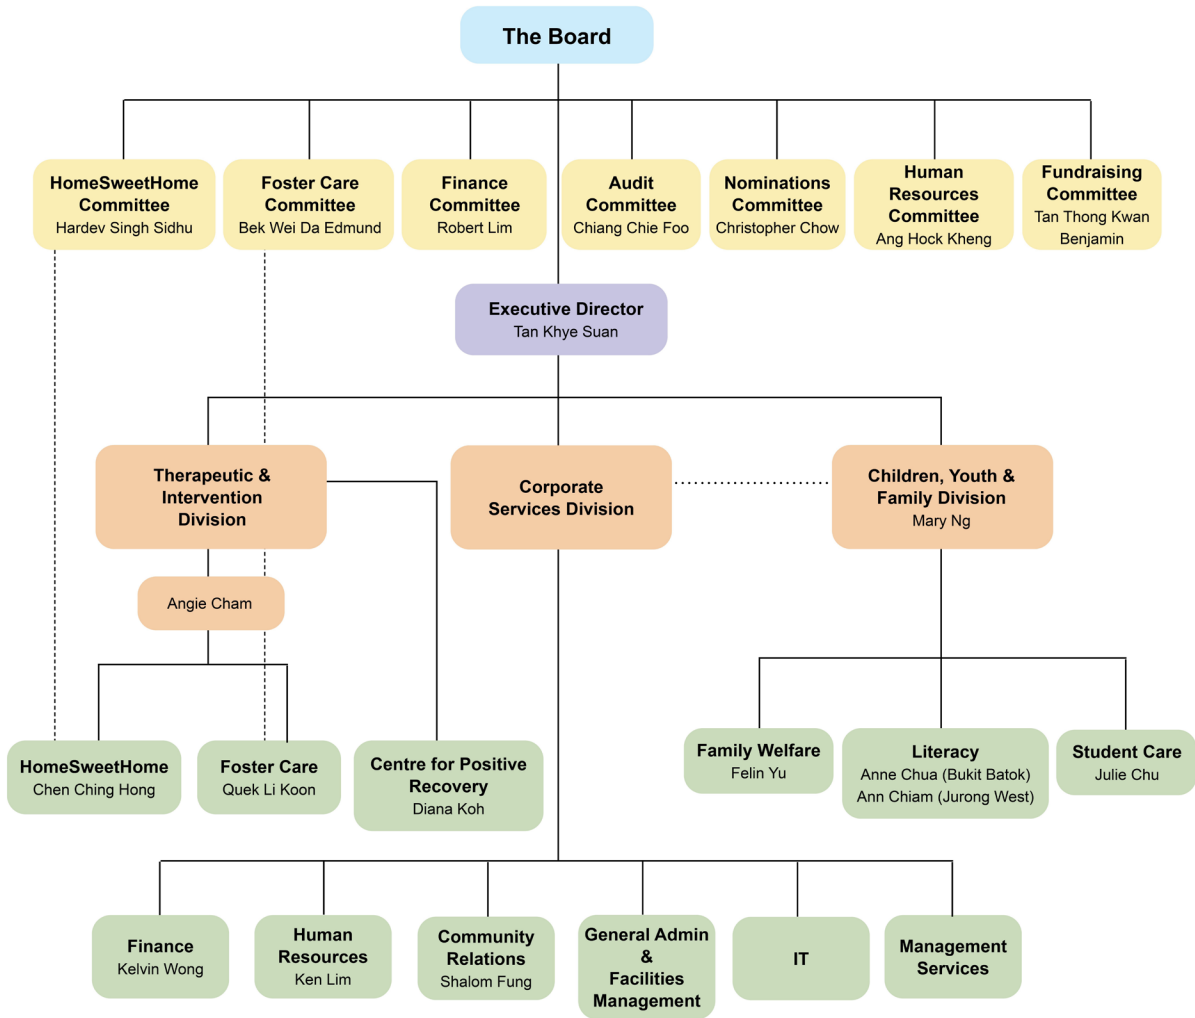 The Board
HomeSweetHome
Committee
Hardev Singh Sidhu
Foster Care
Committee
Bek Wei Da Edmund
Finance
Committee
Robert Lim
Audit
Committee
Chiang Chie Foo
Nominations
Committee
Christopher Chow
Human
Resources
Committee
Ang Hock Kheng
Fundraising
Committee
Tan Thong Kwan
Benjamin
Executive Director
Tan Khye Suan
Therapeutic &
Intervention
Division
Corporate
Services Division
Children, Youth &
Family Division
Mary Ng
Angie Cham
HomeSweetHome
Chen Ching Hong
Foster Care
Quek Li Koon
Centre for Positive
Recovery
Diana Koh
Family Welfare
Felin Yu
Literacy
Anne Chua (Bukit Batok)
Ann Chiam (Jurong West)
Student Care
Julie Chu
Finance
Kelvin Wong
Human
Resources
Ken Lim
Community
Relations
Shalom Fung
General Admin
&
Facilities
Management
IT
Management
Services